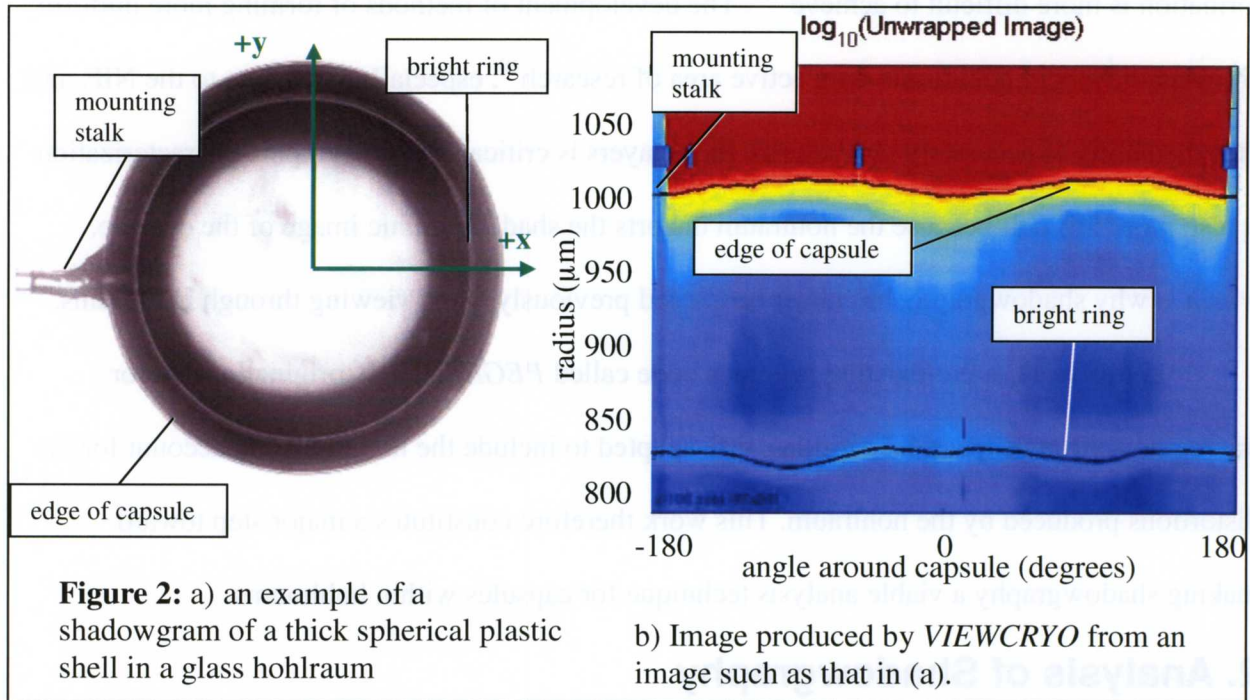 log₁₀(Unwrapped Image)
+y
bright ring
mounting
stalk
+x
edge of capsule
mounting
stalk
edge of capsule
bright ring
radius (μm)
1050
1000
950
900
850
800
-180 0 180
angle around capsule (degrees)
Figure 2: a) an example of a
shadowgram of a thick spherical plastic
shell in a glass hohlraum
b) Image produced by VIEWCRYO from an
image such as that in (a).